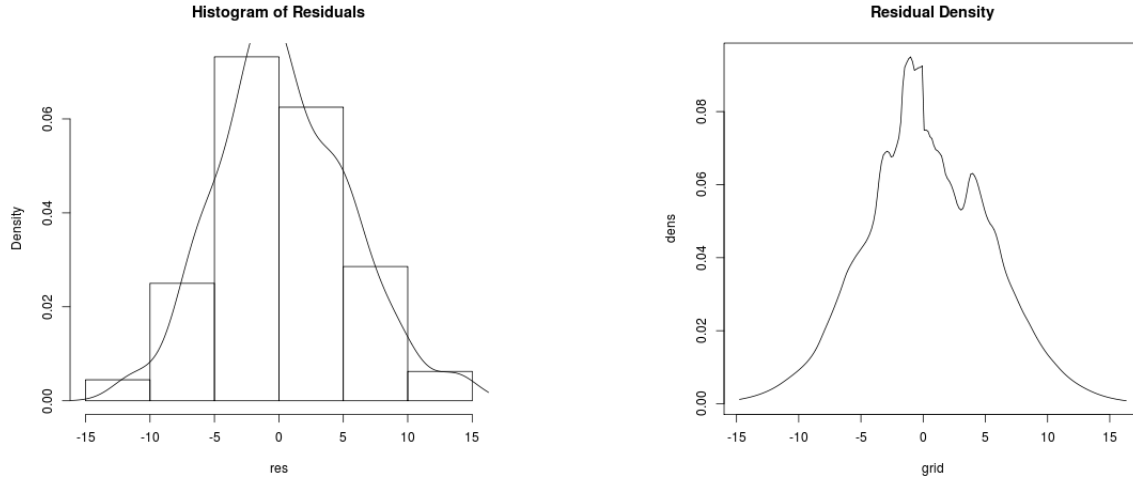 Histogram of Residuals
Density
0.00 0.02 0.04 0.06
-15 -10 -5 0 5 10 15
res
Residual Density
dens
0.00 0.02 0.04 0.06 0.08
-15 -10 -5 0 5 10 15
grid